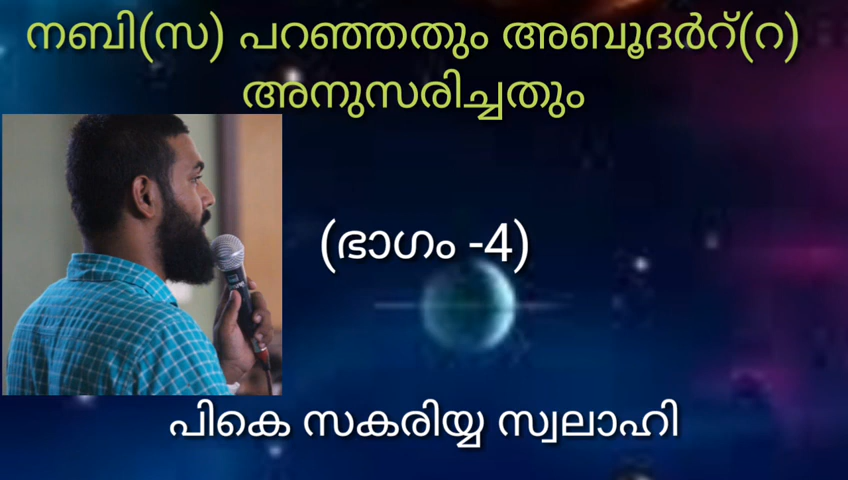 നബി(സ) പറഞ്ഞതും അബൂദർറ്(റ)
അനുസരിച്ചതും
(ഭാഗം -4)
പികെ സകരിയ്യ സ്വലാഹി